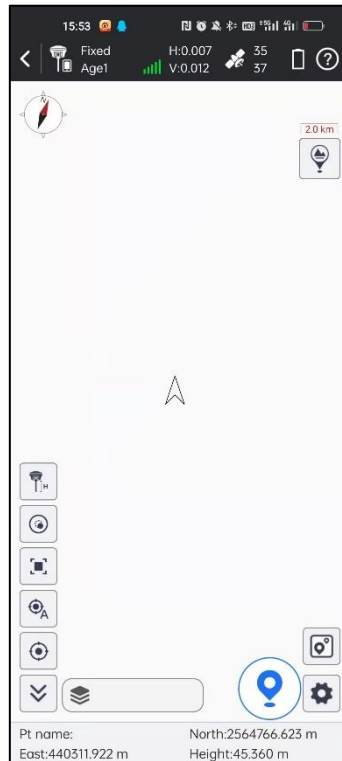 15:53
Fixed
H:0.007
35
Age1
V:0.012
37
N
2.0 km
H
A
Pt name:
North:2564766.623 m
East:440311.922 m
Height:45.360 m